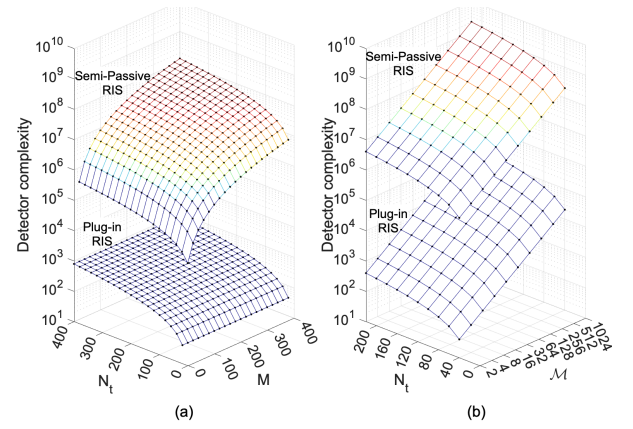 10^10
10^9
10^8
10^7
10^6
10^5
10^4
10^3
10^2
10^1
Detector complexity
Semi-Passive
RIS
Plug-in
RIS
400
300
200
100
0
N_t
0
100
200
300
400
M
(a)
10^10
10^9
10^8
10^7
10^6
10^5
10^4
10^3
10^2
10^1
Detector complexity
Semi-Passive
RIS
Plug-in
RIS
200
160
120
80
40
0
N_t
2
4
8
16
32
64
128
256
512
1024
ℳ
(b)